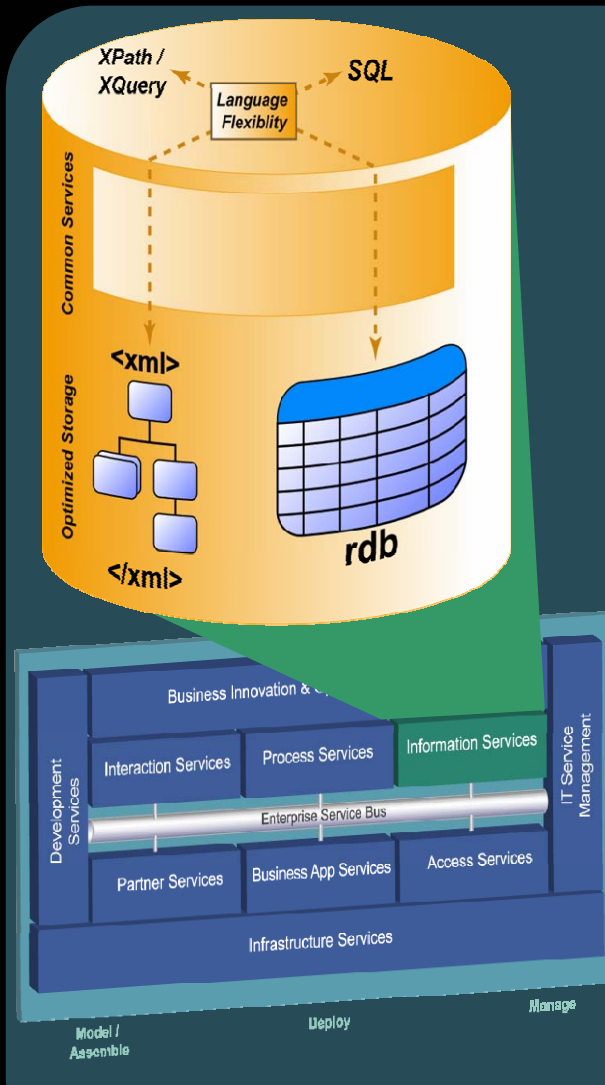 XPath /
XQuery
SQL
Language
Flexiblity
Common Services
<xml>
Optimized Storage
rdb
</xml>
Business Innovation &
Development
Services
Interaction Services
Process Services
Information Services
IT Service
Management
Enterprise Service Bus
Partner Services
Business App Services
Access Services
Infrastructure Services
Model /
Assemble
Deploy
Manage